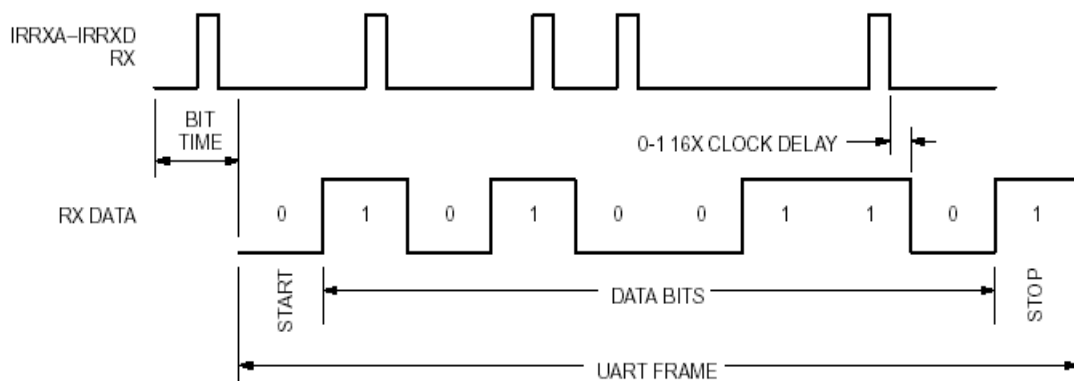 IRRXA–IRRXD
RX
BIT
TIME
0-1 16X CLOCK DELAY
RX DATA
0 1 0 1 0 0 1 1 0 1
START
DATA BITS
STOP
UART FRAME